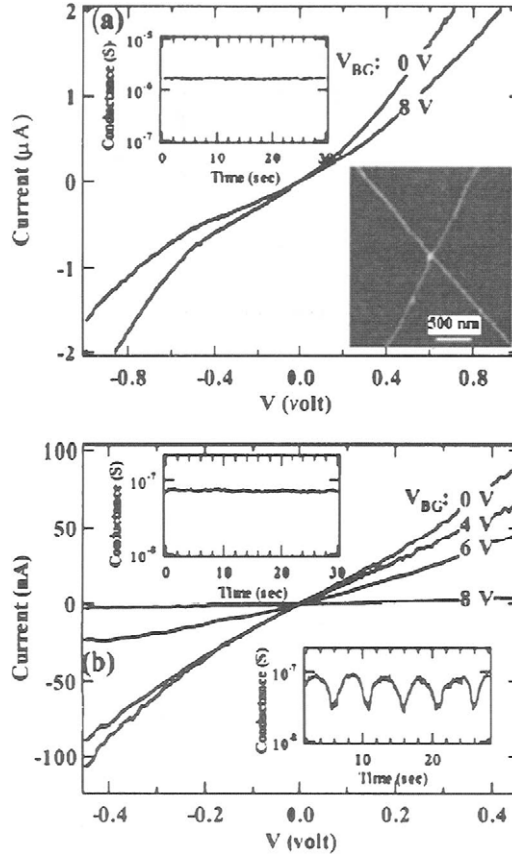 (a)
2
1
0
-1
-2
Current (μA)
10⁻⁵
10⁻⁶
10⁻⁷
Conductance (S)
0 10 20 30
Time (sec)
V_BG: 0 V
8 V
500 nm
-0.8 -0.4 0.0 0.4 0.8
V (volt)
100
50
0
-50
-100
Current (nA)
(b)
10⁻⁷
10⁻⁸
Conductance (S)
0 10 20 30
Time (sec)
V_BG: 0 V
4 V
6 V
8 V
10⁻⁷
10⁻⁸
Conductance (S)
10 20
Time (sec)
-0.4 -0.2 0.0 0.2 0.4
V (volt)